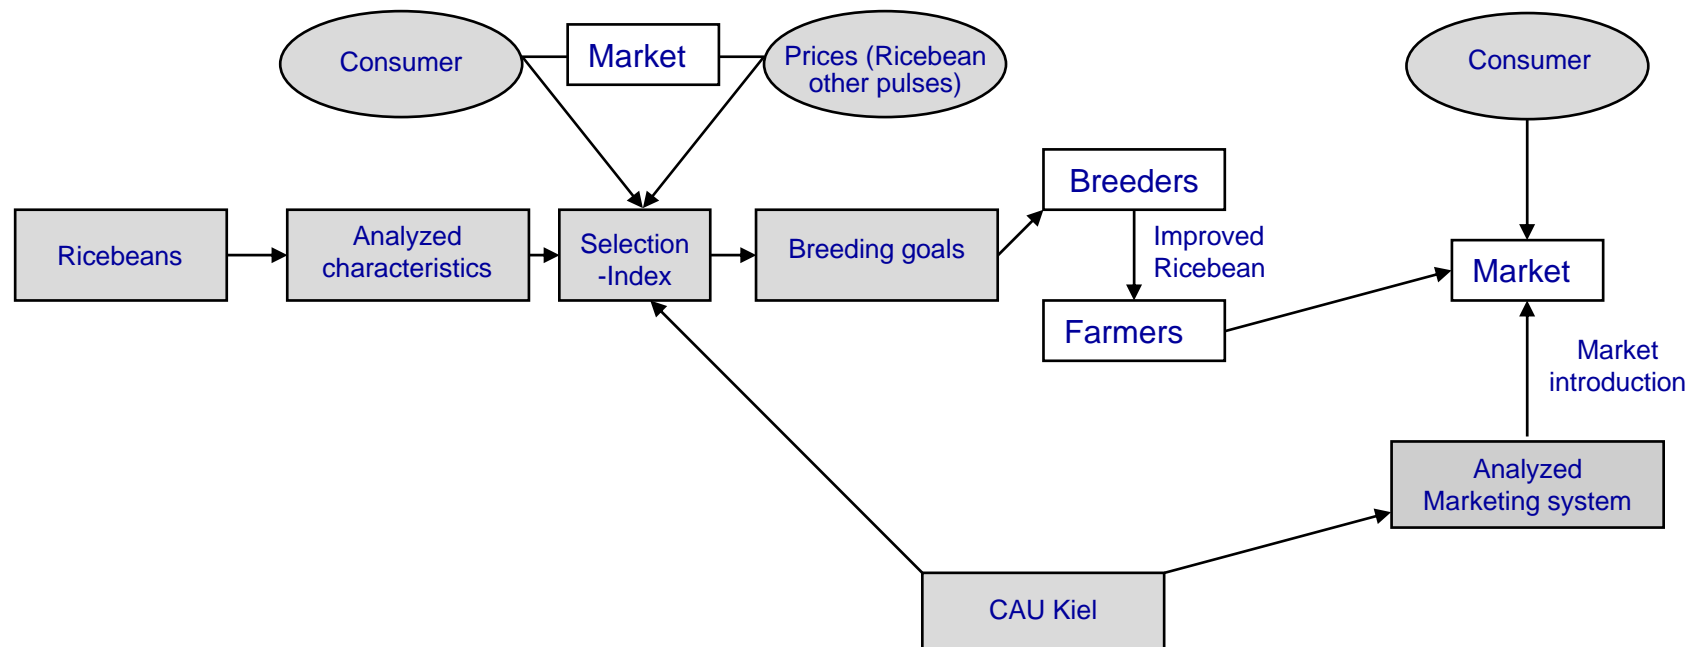 Consumer
Market
Prices (Ricebean
other pulses)
Consumer
Ricebeans
Analyzed
characteristics
Selection
-Index
Breeding goals
Breeders
Improved
Ricebean
Farmers
Market
Market
introduction
Analyzed
Marketing system
CAU Kiel